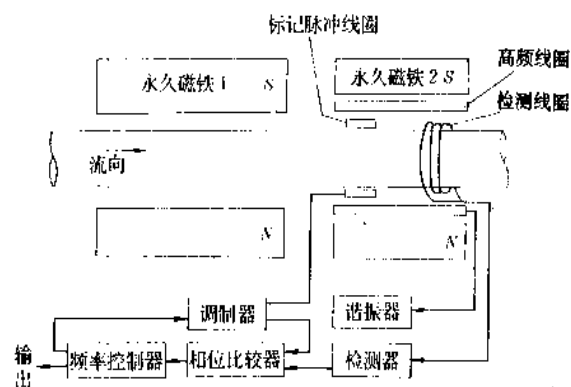 标记脉冲线圈
高频线圈
永久磁铁1 S
永久磁铁2 S
检测线圈
流向
N
N
调制器
谐振器
输出
频率控制器
相位比较器
检测器